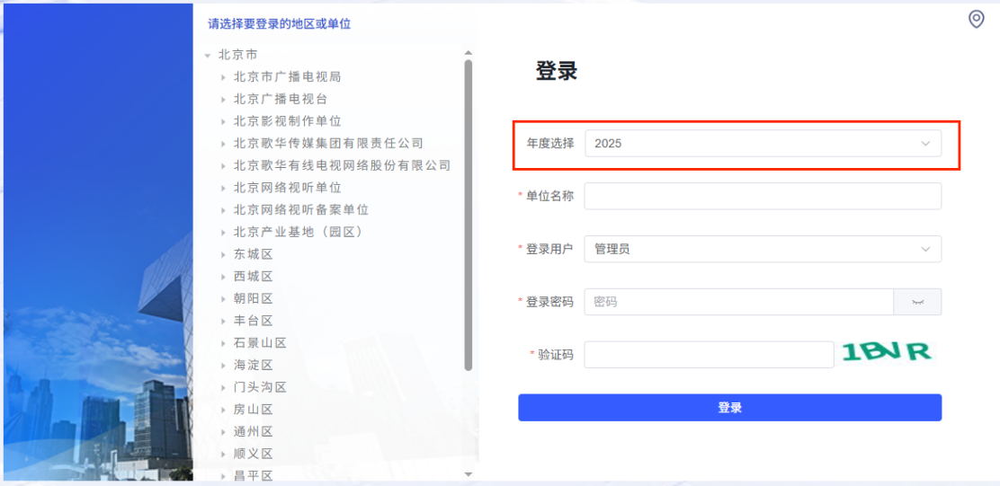 请选择要登录的地区或单位
北京市
北京市广播电视局
北京广播电视台
北京影视制作单位
北京歌华传媒集团有限责任公司
北京歌华有线电视网络股份有限公司
北京网络视听单位
北京网络视听备案单位
北京产业基地（园区）
东城区
西城区
朝阳区
丰台区
石景山区
海淀区
门头沟区
房山区
通州区
顺义区
昌平区
登录
年度选择 2025
* 单位名称
* 登录用户 管理员
* 登录密码 密码
* 验证码 1BVR
登录